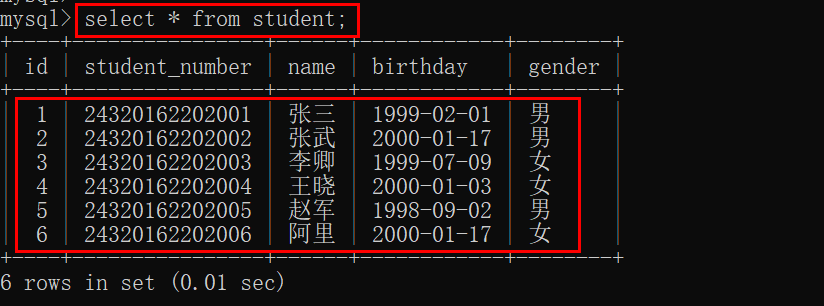 mysql>
mysql> select * from student;
+----+----------------+------+------------+--------+
| id | student_number | name | birthday | gender |
+----+----------------+------+------------+--------+
| 1 | 24320162202001 | 张三 | 1999-02-01 | 男 |
| 2 | 24320162202002 | 张武 | 2000-01-17 | 男 |
| 3 | 24320162202003 | 李卿 | 1999-07-09 | 女 |
| 4 | 24320162202004 | 王晓 | 2000-01-03 | 女 |
| 5 | 24320162202005 | 赵军 | 1998-09-02 | 男 |
| 6 | 24320162202006 | 阿里 | 2000-01-17 | 女 |
+----+----------------+------+------------+--------+
6 rows in set (0.01 sec)